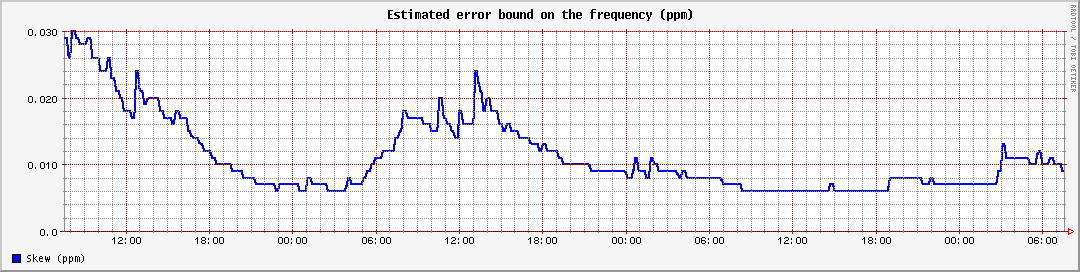 Estimated error bound on the frequency (ppm)
RRDTOOL / TOBI OETIKER
0.030
0.020
0.010
0.0
12:00 18:00 00:00 06:00 12:00 18:00 00:00 06:00 12:00 18:00 00:00 06:00
Skew (ppm)